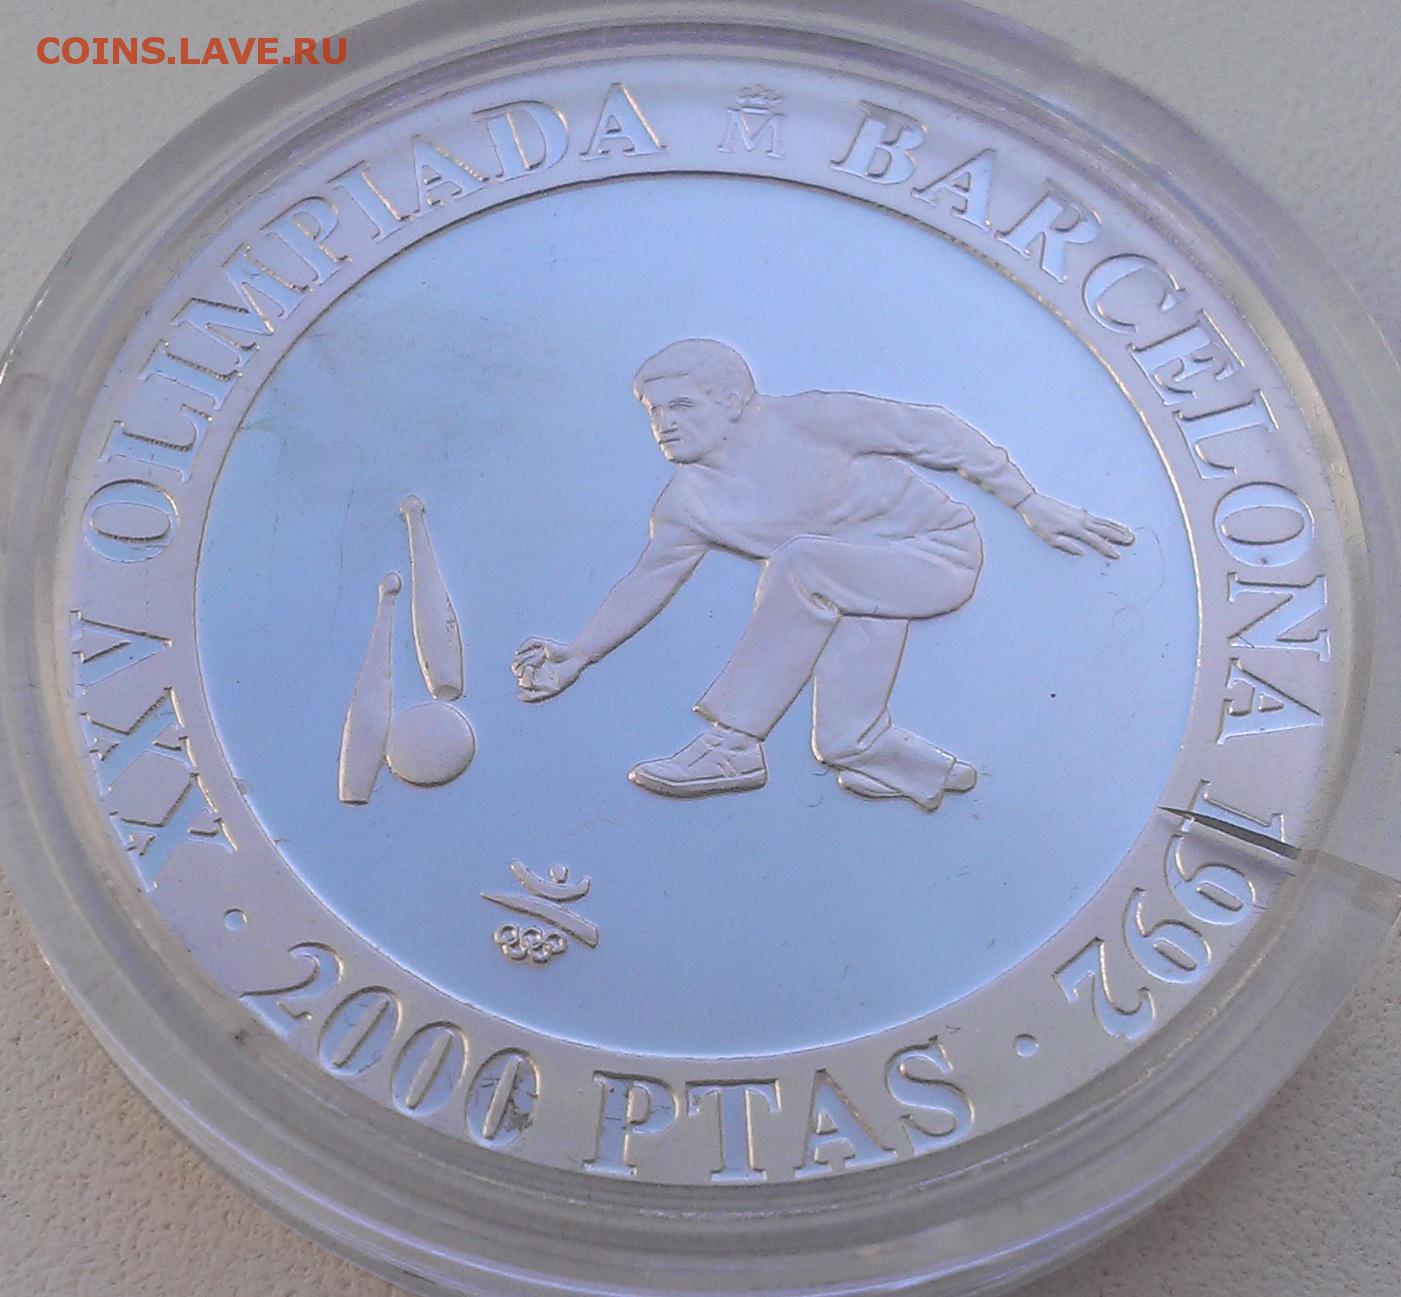 COINS.LAVE.RU
XXV OLIMPIADA M BARCELONA 1992
· 2000 PTAS ·